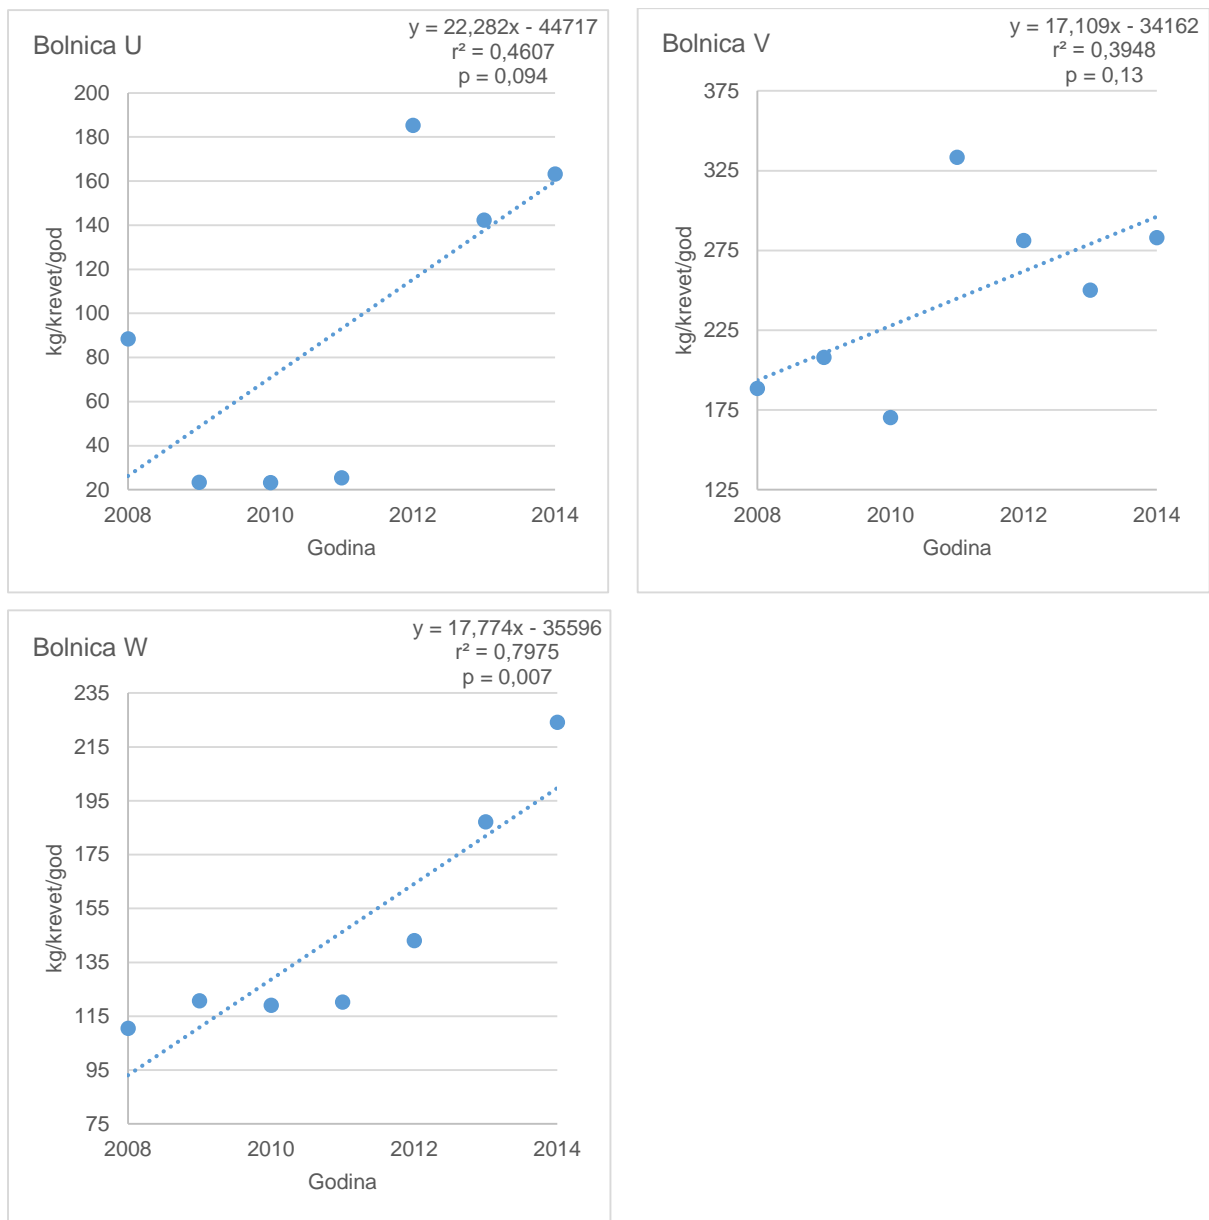 Bolnica U
y = 22,282x - 44717
r² = 0,4607
p = 0,094
200
180
160
140
120
100
80
60
40
20
kg/krevet/god
2008 2010 2012 2014
Godina
Bolnica V
y = 17,109x - 34162
r² = 0,3948
p = 0,13
375
325
275
225
175
125
kg/krevet/god
2008 2010 2012 2014
Godina
Bolnica W
y = 17,774x - 35596
r² = 0,7975
p = 0,007
235
215
195
175
155
135
115
95
75
kg/krevet/god
2008 2010 2012 2014
Godina